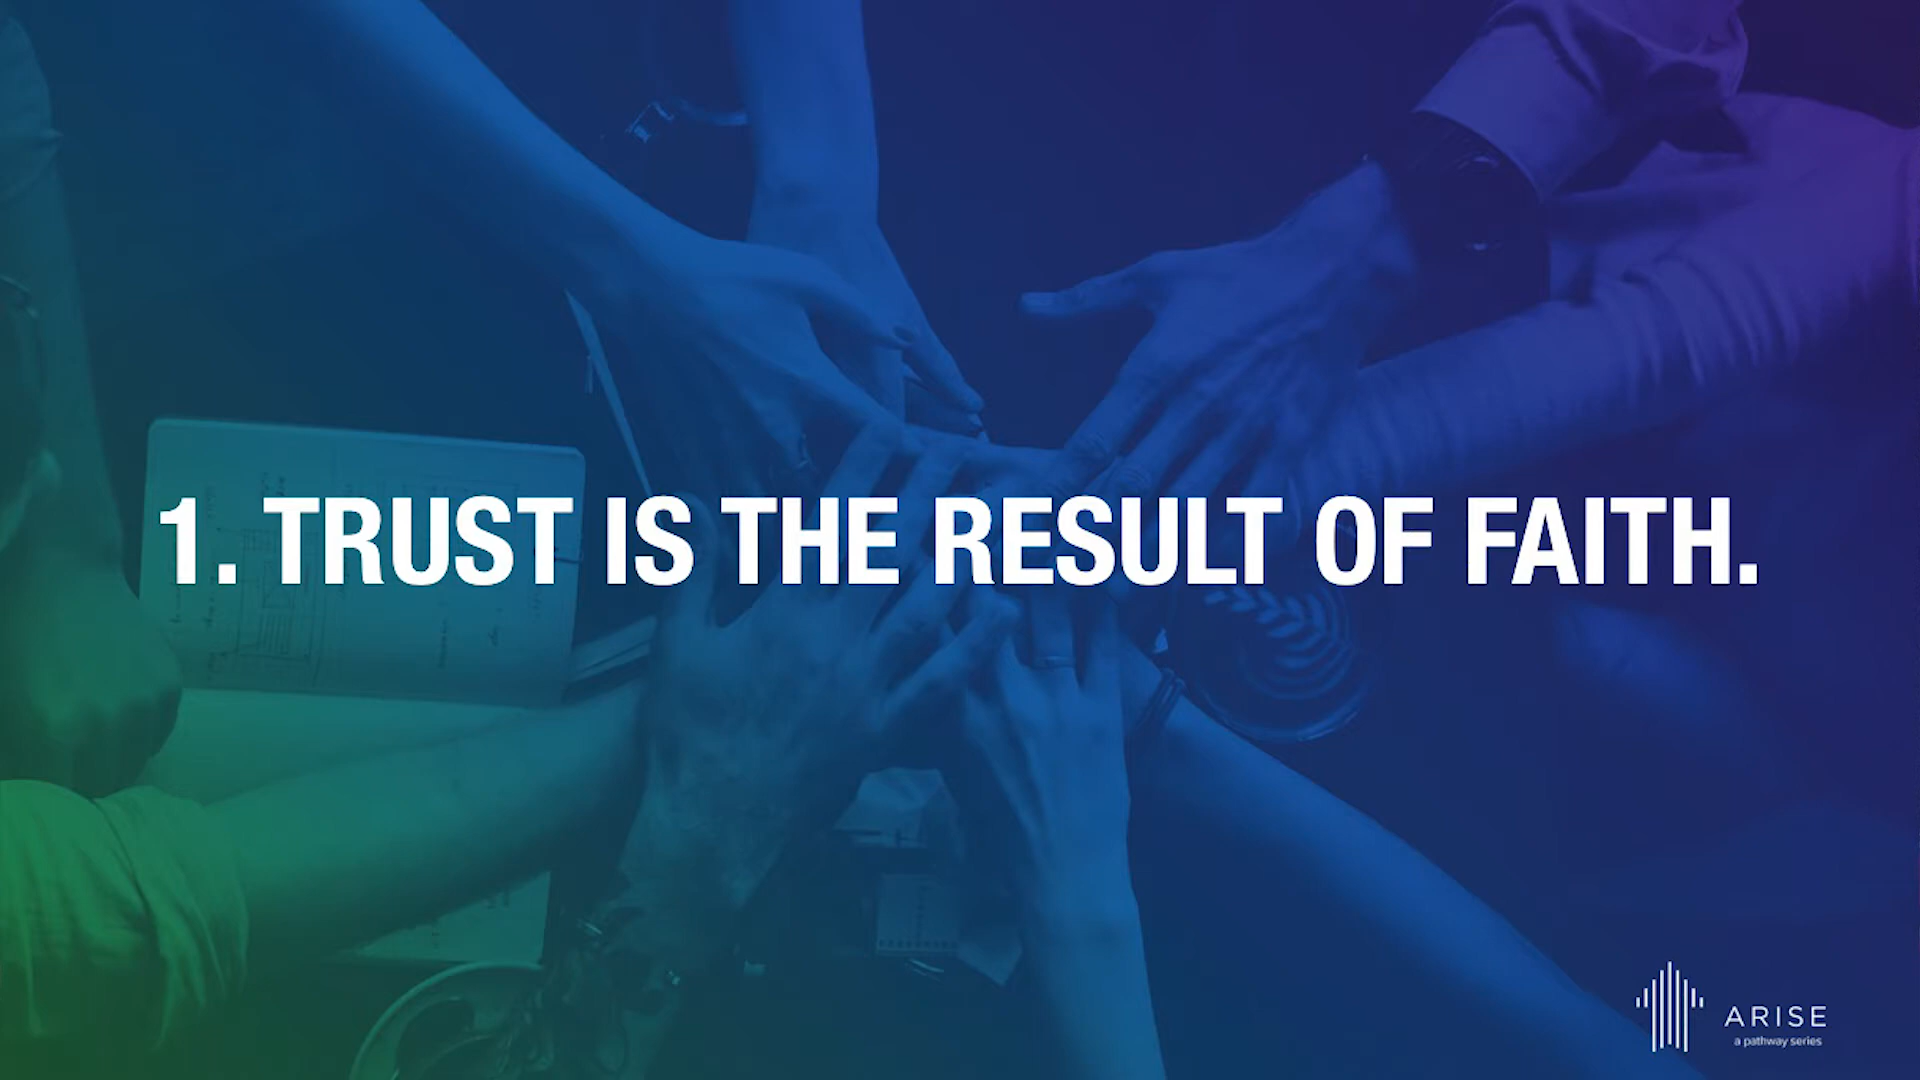 1. TRUST IS THE RESULT OF FAITH.
ARISE
a pathway series